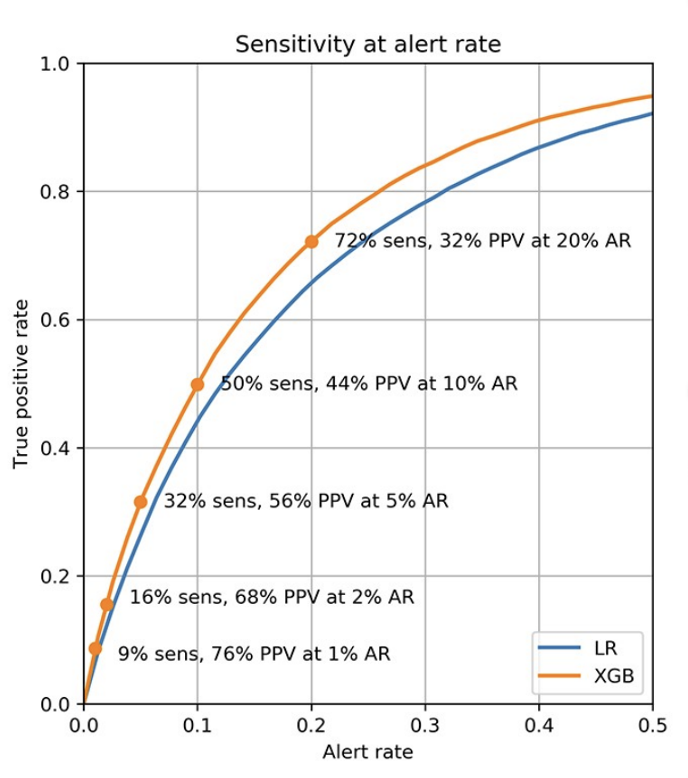 Sensitivity at alert rate
1.0
0.8
72% sens, 32% PPV at 20% AR
0.6
50% sens, 44% PPV at 10% AR
True positive rate
0.4
32% sens, 56% PPV at 5% AR
0.2
16% sens, 68% PPV at 2% AR
9% sens, 76% PPV at 1% AR
LR
XGB
0.0
0.0 0.1 0.2 0.3 0.4 0.5
Alert rate